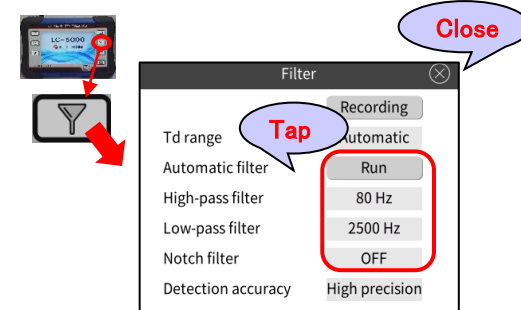 Close
LC-5000
Filter
Recording
Td range Automatic
Tap
Automatic filter Run
High-pass filter 80 Hz
Low-pass filter 2500 Hz
Notch filter OFF
Detection accuracy High precision